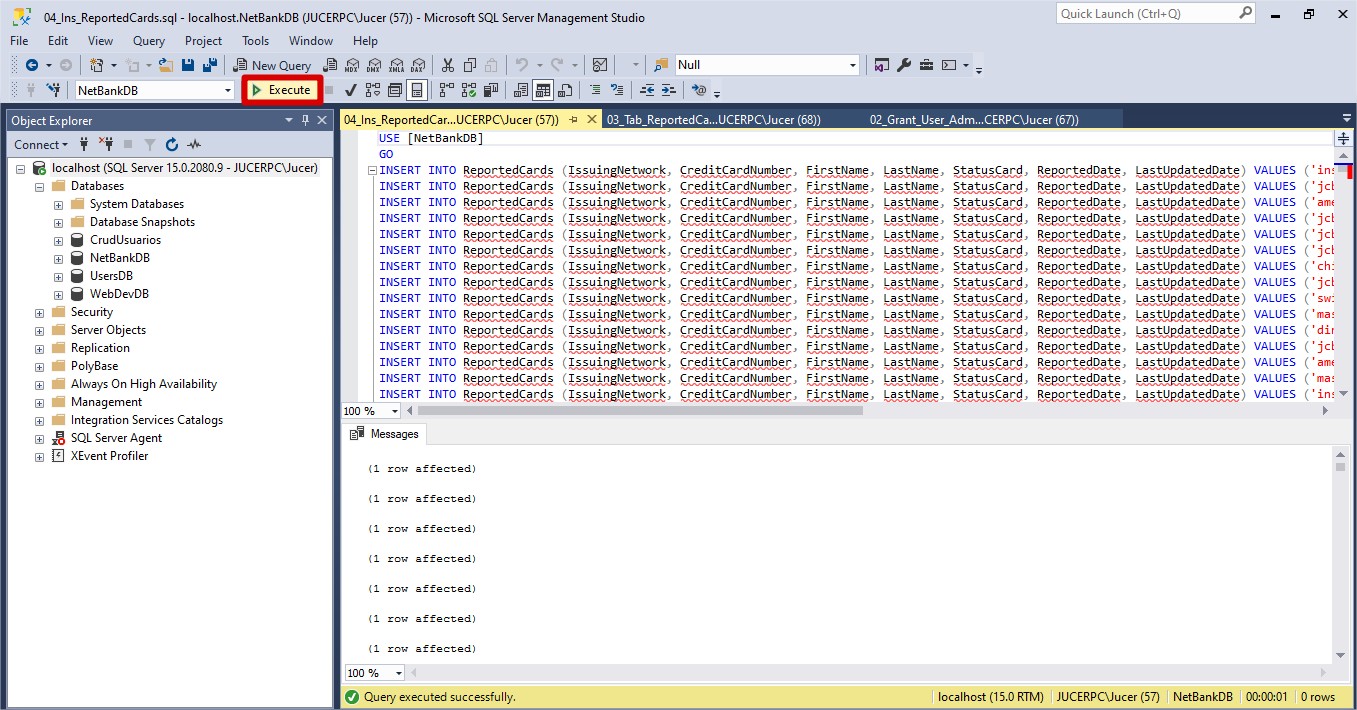 04_Ins_ReportedCards.sql - localhost.NetBankDB (JUCERPC\Jucer (57)) - Microsoft SQL Server Management Studio
Quick Launch (Ctrl+Q)
File Edit View Query Project Tools Window Help
New Query MDX DMX XMLA DAX Null
NetBankDB Execute
Object Explorer
Connect
localhost (SQL Server 15.0.2080.9 - JUCERPC\Jucer)
Databases
System Databases
Database Snapshots
CrudUsuarios
NetBankDB
UsersDB
WebDevDB
Security
Server Objects
Replication
PolyBase
Always On High Availability
Management
Integration Services Catalogs
SQL Server Agent
XEvent Profiler
04_Ins_ReportedCar...UCERPC\Jucer (57)) 03_Tab_ReportedCa...UCERPC\Jucer (68)) 02_Grant_User_Adm...CERPC\Jucer (67))
USE [NetBankDB]
GO
INSERT INTO ReportedCards (IssuingNetwork, CreditCardNumber, FirstName, LastName, StatusCard, ReportedDate, LastUpdatedDate) VALUES ('ins
INSERT INTO ReportedCards (IssuingNetwork, CreditCardNumber, FirstName, LastName, StatusCard, ReportedDate, LastUpdatedDate) VALUES ('jcb
INSERT INTO ReportedCards (IssuingNetwork, CreditCardNumber, FirstName, LastName, StatusCard, ReportedDate, LastUpdatedDate) VALUES ('ame
INSERT INTO ReportedCards (IssuingNetwork, CreditCardNumber, FirstName, LastName, StatusCard, ReportedDate, LastUpdatedDate) VALUES ('jcb
INSERT INTO ReportedCards (IssuingNetwork, CreditCardNumber, FirstName, LastName, StatusCard, ReportedDate, LastUpdatedDate) VALUES ('jcb
INSERT INTO ReportedCards (IssuingNetwork, CreditCardNumber, FirstName, LastName, StatusCard, ReportedDate, LastUpdatedDate) VALUES ('jcb
INSERT INTO ReportedCards (IssuingNetwork, CreditCardNumber, FirstName, LastName, StatusCard, ReportedDate, LastUpdatedDate) VALUES ('chi
INSERT INTO ReportedCards (IssuingNetwork, CreditCardNumber, FirstName, LastName, StatusCard, ReportedDate, LastUpdatedDate) VALUES ('jcb
INSERT INTO ReportedCards (IssuingNetwork, CreditCardNumber, FirstName, LastName, StatusCard, ReportedDate, LastUpdatedDate) VALUES ('swi
INSERT INTO ReportedCards (IssuingNetwork, CreditCardNumber, FirstName, LastName, StatusCard, ReportedDate, LastUpdatedDate) VALUES ('mas
INSERT INTO ReportedCards (IssuingNetwork, CreditCardNumber, FirstName, LastName, StatusCard, ReportedDate, LastUpdatedDate) VALUES ('din
INSERT INTO ReportedCards (IssuingNetwork, CreditCardNumber, FirstName, LastName, StatusCard, ReportedDate, LastUpdatedDate) VALUES ('jcb
INSERT INTO ReportedCards (IssuingNetwork, CreditCardNumber, FirstName, LastName, StatusCard, ReportedDate, LastUpdatedDate) VALUES ('ame
INSERT INTO ReportedCards (IssuingNetwork, CreditCardNumber, FirstName, LastName, StatusCard, ReportedDate, LastUpdatedDate) VALUES ('mas
INSERT INTO ReportedCards (IssuingNetwork, CreditCardNumber, FirstName, LastName, StatusCard, ReportedDate, LastUpdatedDate) VALUES ('ins
100 %
Messages
(1 row affected)
(1 row affected)
(1 row affected)
(1 row affected)
(1 row affected)
(1 row affected)
(1 row affected)
100 %
Query executed successfully. localhost (15.0 RTM) JUCERPC\Jucer (57) NetBankDB 00:00:01 0 rows